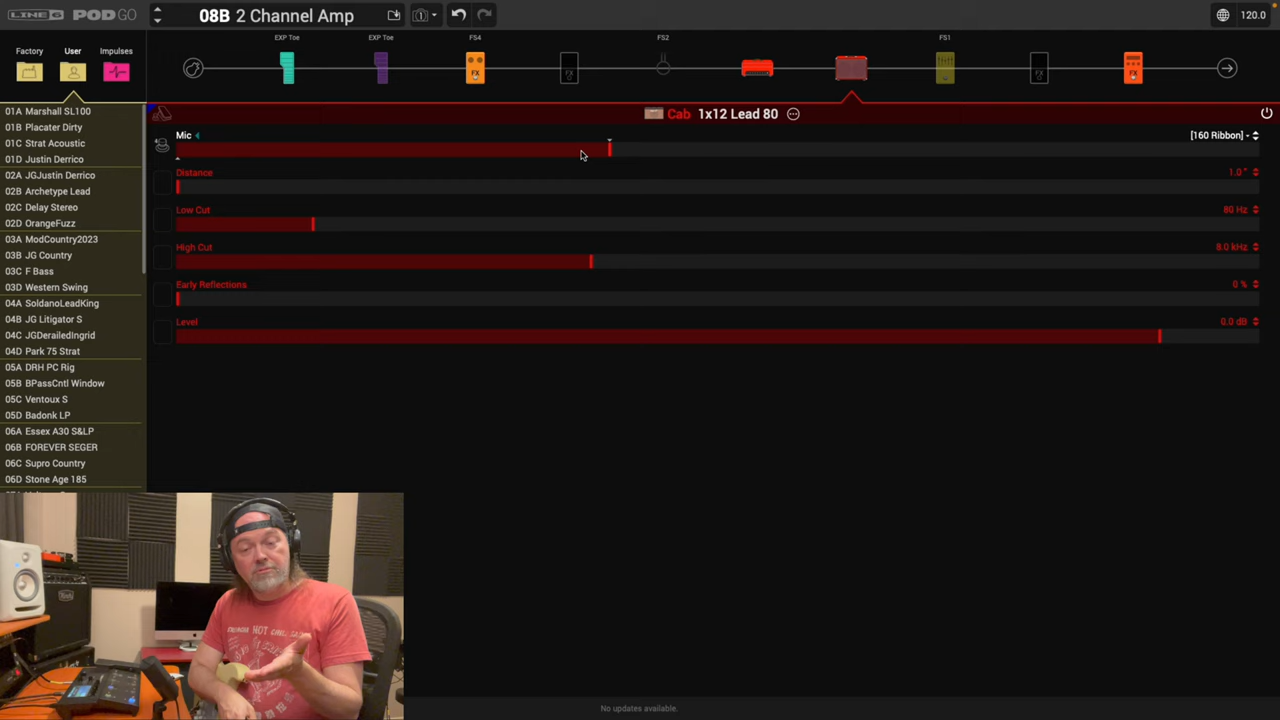 LINE 6 POD GO
08B 2 Channel Amp
120.0
Factory User Impulses
EXP Toe EXP Toe FS4 FS2 FS1
FX FX FX FX
01A Marshall SL100
01B Placater Dirty
01C Strat Acoustic
01D Justin Derrico
02A JGJustin Derrico
02B Archetype Lead
02C Delay Stereo
02D OrangeFuzz
03A ModCountry2023
03B JG Country
03C F Bass
03D Western Swing
04A SoldanoLeadKing
04B JG Litigator S
04C JGDerailedIngrid
04D Park 75 Strat
05A DRH PC Rig
05B BPassCntl Window
05C Ventoux S
05D Badonk LP
06A Essex A30 S&LP
06B FOREVER SEGER
06C Supro Country
06D Stone Age 185
Cab 1x12 Lead 80
Mic [160 Ribbon]
Distance 1.0 "
Low Cut 80 Hz
High Cut 8.0 kHz
Early Reflections 0 %
Level 0.0 dB
No updates available.